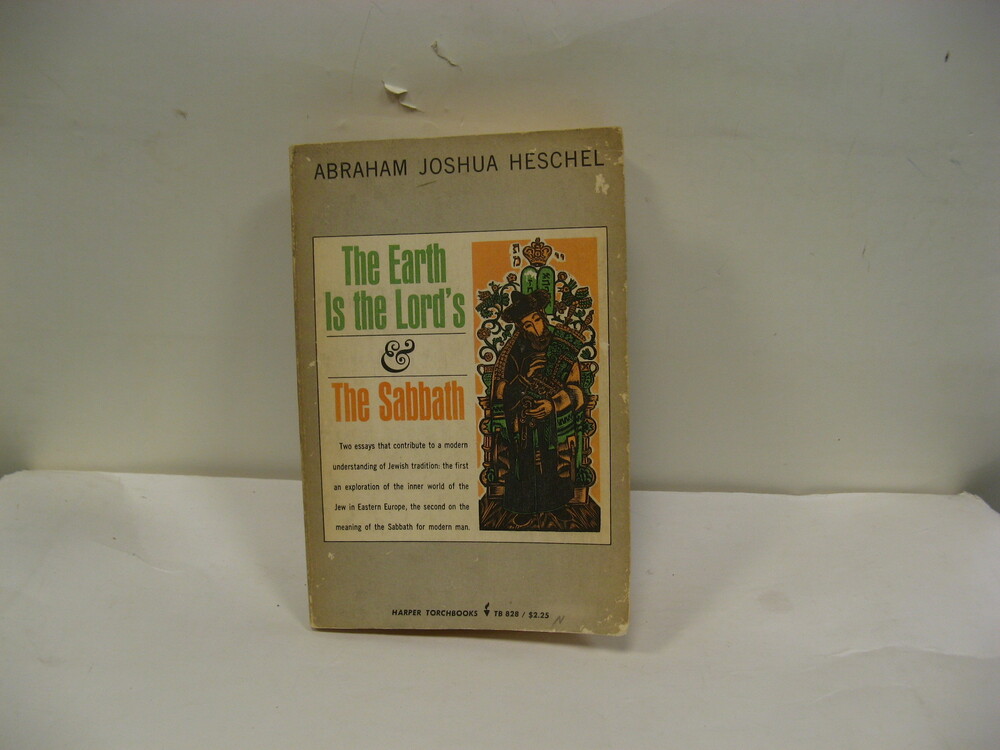 ABRAHAM JOSHUA HESCHEL
The Earth
Is the Lord's
&
The Sabbath
Two essays that contribute to a modern
understanding of Jewish tradition: the first
an exploration of the inner world of the
Jew in Eastern Europe, the second on the
meaning of the Sabbath for modern man.
HARPER TORCHBOOKS TB 828 / $2.25